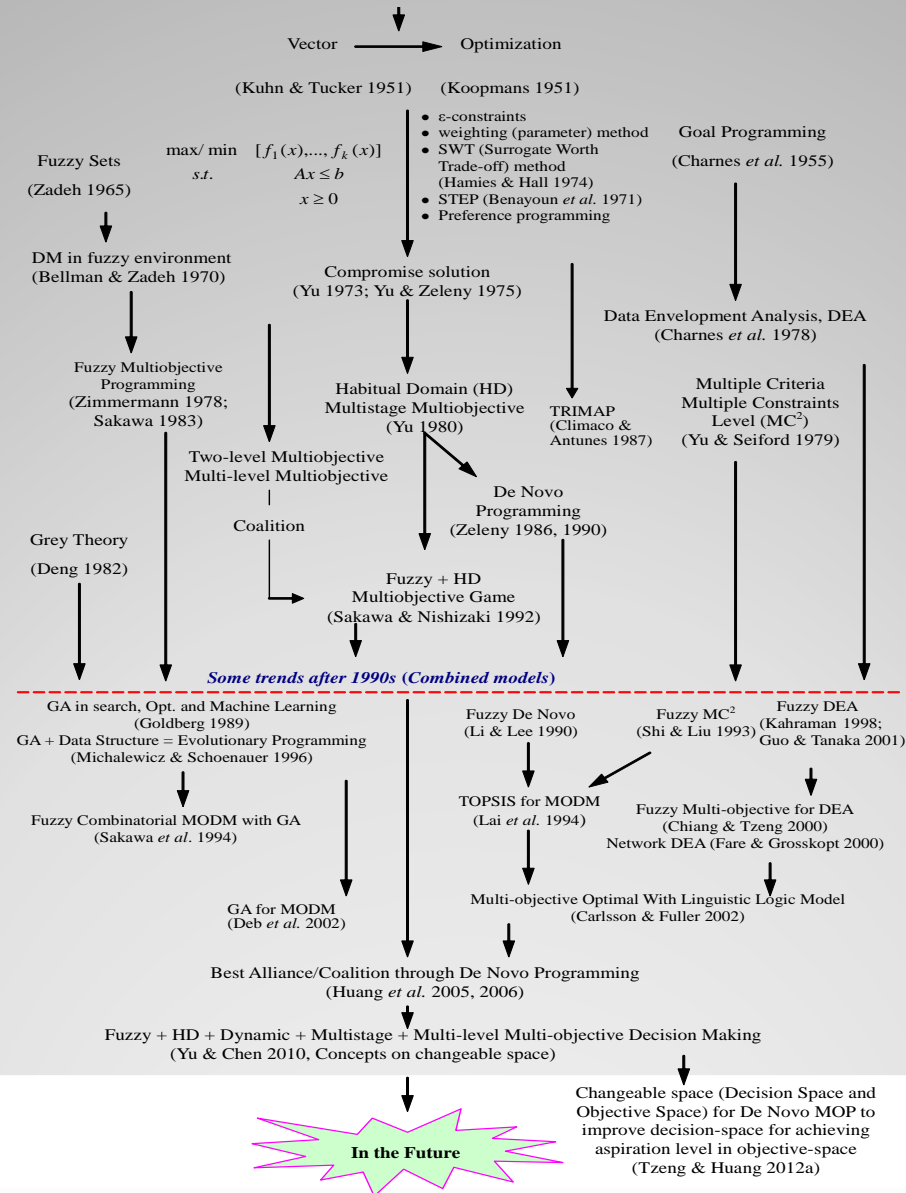 Vector Optimization
(Kuhn & Tucker 1951) (Koopmans 1951)
• ε-constraints
• weighting (parameter) method
• SWT (Surrogate Worth
Trade-off) method
(Hamies & Hall 1974)
• STEP (Benayoun et al. 1971)
• Preference programming
Goal Programming
(Charnes et al. 1955)
Fuzzy Sets
(Zadeh 1965)
max/ min [f₁(x),..., fₖ(x)]
s.t. Ax ≤ b
x ≥ 0
DM in fuzzy environment
(Bellman & Zadeh 1970)
Compromise solution
(Yu 1973; Yu & Zeleny 1975)
Data Envelopment Analysis, DEA
(Charnes et al. 1978)
Fuzzy Multiobjective
Programming
(Zimmermann 1978;
Sakawa 1983)
Habitual Domain (HD)
Multistage Multiobjective
(Yu 1980)
TRIMAP
(Climaco &
Antunes 1987)
Multiple Criteria
Multiple Constraints
Level (MC²)
(Yu & Seiford 1979)
Two-level Multiobjective
Multi-level Multiobjective
Coalition
De Novo
Programming
(Zeleny 1986, 1990)
Grey Theory
(Deng 1982)
Fuzzy + HD
Multiobjective Game
(Sakawa & Nishizaki 1992)
Some trends after 1990s (Combined models)
GA in search, Opt. and Machine Learning
(Goldberg 1989)
GA + Data Structure = Evolutionary Programming
(Michalewicz & Schoenauer 1996)
Fuzzy De Novo
(Li & Lee 1990)
Fuzzy MC²
(Shi & Liu 1993)
Fuzzy DEA
(Kahraman 1998;
Guo & Tanaka 2001)
Fuzzy Combinatorial MODM with GA
(Sakawa et al. 1994)
TOPSIS for MODM
(Lai et al. 1994)
Fuzzy Multi-objective for DEA
(Chiang & Tzeng 2000)
Network DEA (Fare & Grosskopt 2000)
GA for MODM
(Deb et al. 2002)
Multi-objective Optimal With Linguistic Logic Model
(Carlsson & Fuller 2002)
Best Alliance/Coalition through De Novo Programming
(Huang et al. 2005, 2006)
Fuzzy + HD + Dynamic + Multistage + Multi-level Multi-objective Decision Making
(Yu & Chen 2010, Concepts on changeable space)
In the Future
Changeable space (Decision Space and
Objective Space) for De Novo MOP to
improve decision-space for achieving
aspiration level in objective-space
(Tzeng & Huang 2012a)